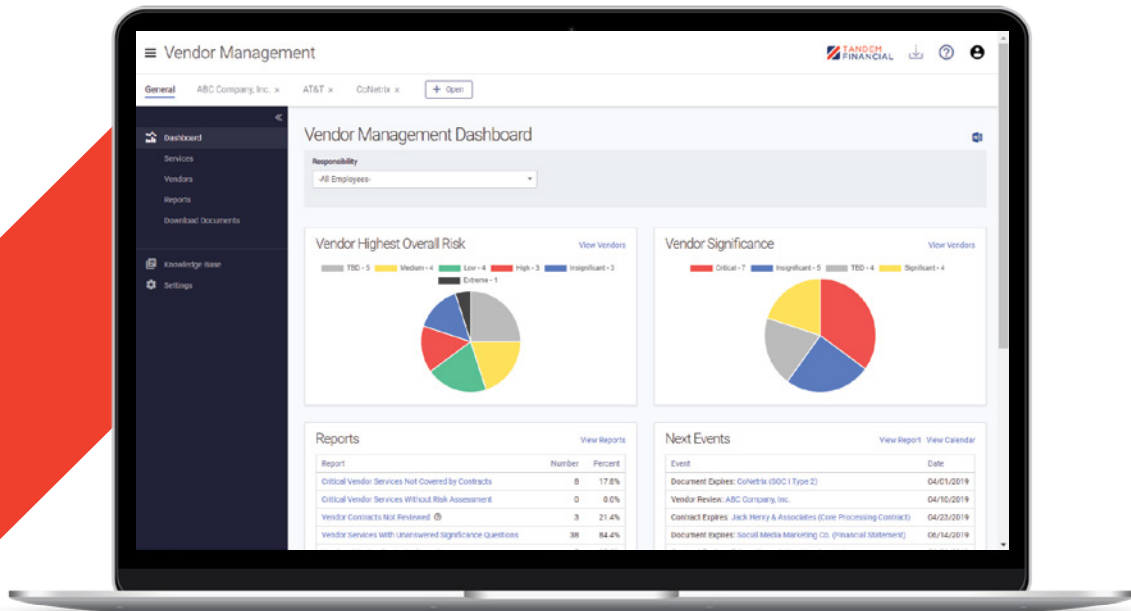 Vendor Management
TANDEM
FINANCIAL
General ABC Company, Inc. × AT&T × CoNetrix × + Open
Dashboard
Services
Vendors
Reports
Download Documents
Knowledge Base
Settings
Vendor Management Dashboard
Responsibility
-All Employees-
Vendor Highest Overall Risk View Vendors
TBD - 5 Medium - 4 Low - 4 High - 3 Insignificant - 3
Extreme - 1
Vendor Significance View Vendors
Critical - 7 Insignificant - 5 TBD - 4 Significant - 4
Reports View Reports
Report Number Percent
Critical Vendor Services Not Covered by Contracts 8 17.8%
Critical Vendor Services Without Risk Assessment 0 0.0%
Vendor Contracts Not Reviewed 3 21.4%
Vendor Services With Unanswered Significance Questions 38 84.4%
Next Events View Report View Calendar
Event Date
Document Expires: CoNetrix (SOC I Type 2) 04/01/2019
Vendor Review: ABC Company, Inc. 04/10/2019
Contract Expires: Jack Henry & Associates (Core Processing Contract) 04/23/2019
Document Expires: Social Media Marketing Co. (Financial Statement) 06/14/2019